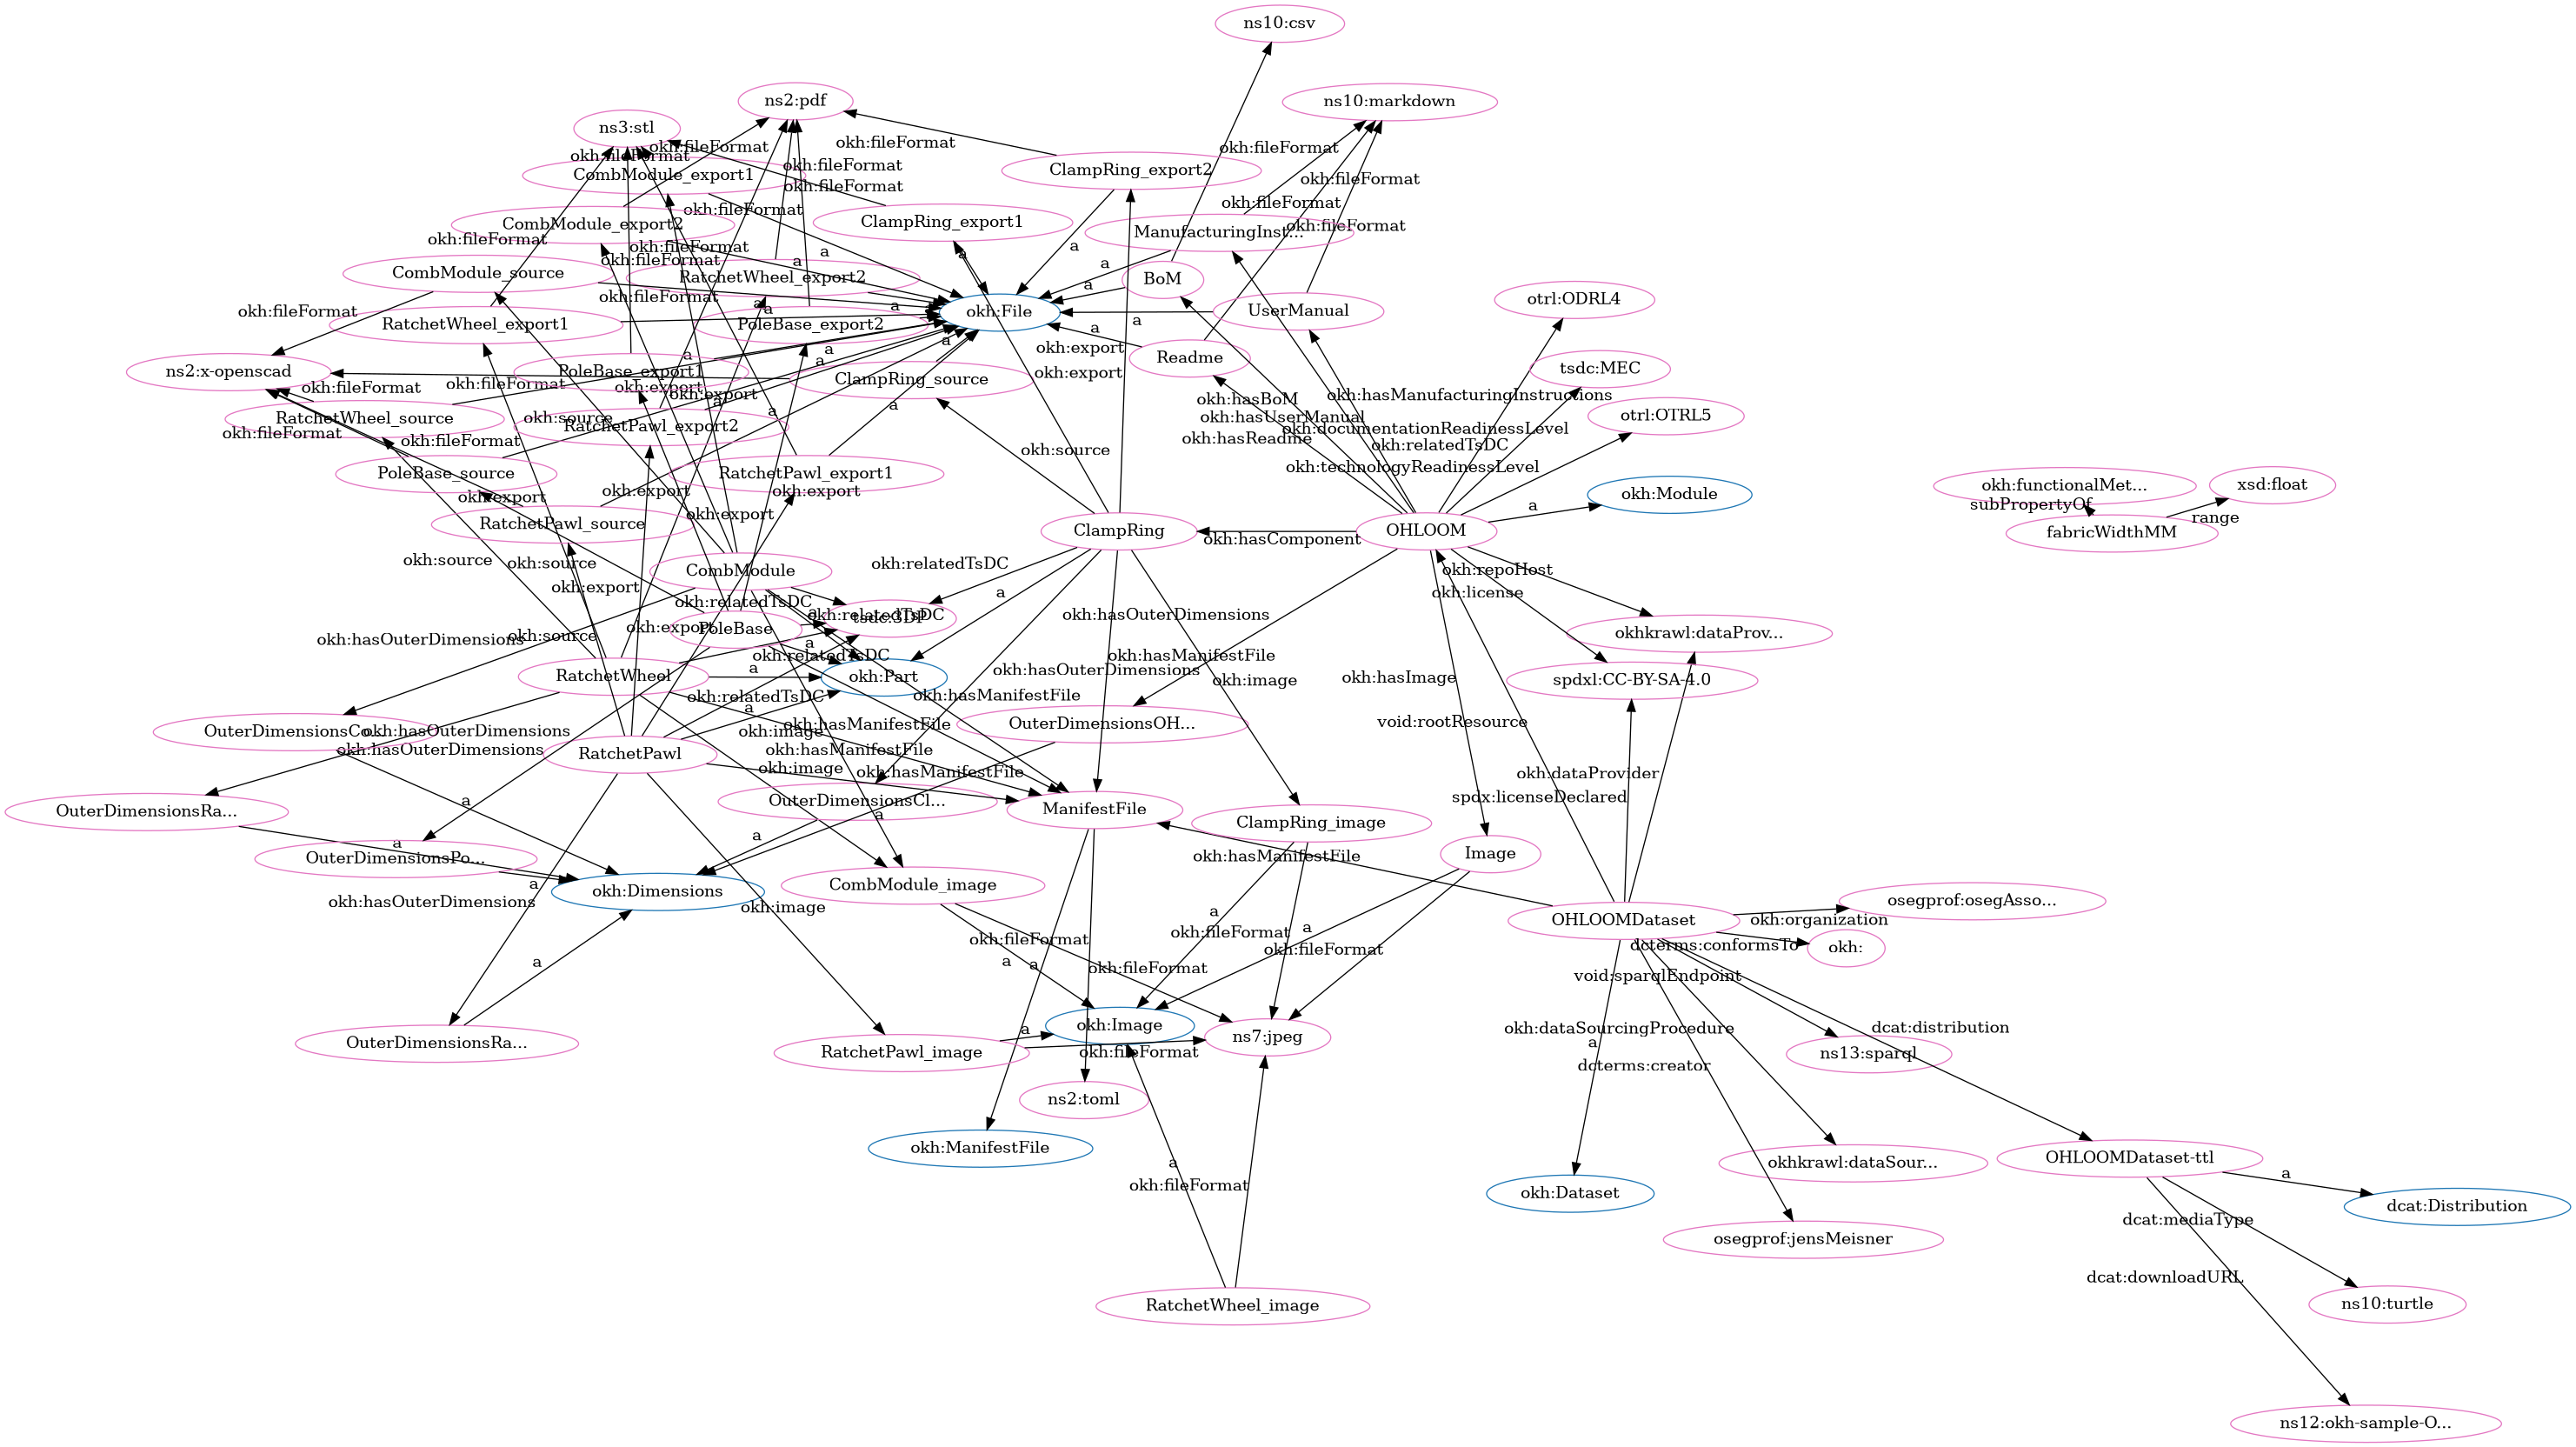 ns10:csv
ns2:pdf
ns10:markdown
ns3:stl
okh:fileFormat
okh:fileFormat
okh:fileFormat
okh:fileFormat
okh:fileFormat
CombModule_export1
ClampRing_export2
okh:fileFormat
okh:fileFormat
okh:fileFormat
okh:fileFormat
CombModule_export2
ClampRing_export1
okh:fileFormat
ManufacturingInst...
okh:fileFormat
okh:fileFormat
a
a
a
okh:fileFormat
a
a
CombModule_source
RatchetWheel_export2
BoM
a
okh:fileFormat
otrl:ODRL4
okh:fileFormat
a
a
a
okh:File
UserManual
RatchetWheel_export1
a
PoleBase_export2
a
a
okh:export
a
a
a
Readme
ns2:x-openscad
PoleBase_export1
ClampRing_source
okh:export
tsdc:MEC
okh:fileFormat
okh:fileFormat
okh:export
okh:export
okh:hasManufacturingInstructions
okh:hasBoM
RatchetWheel_source
okh:source
a
a
okh:hasUserManual
otrl:OTRL5
okh:fileFormat
RatchetPawl_export2
okh:documentationReadinessLevel
okh:fileFormat
okh:hasReadme
okh:relatedTsDC
okh:source
okh:technologyReadinessLevel
PoleBase_source
RatchetPawl_export1
okh:functionalMet...
xsd:float
okh:export
okh:export
okh:export
okh:Module
subPropertyOf
okh:export
a
range
RatchetPawl_source
ClampRing
OHLOOM
fabricWidthMM
okh:hasComponent
okh:source
okh:source
okh:relatedTsDC
CombModule
okh:repoHost
okh:export
a
okh:license
okh:relatedTsDC
okh:relatedTsDC
a
tsdc:3DP
okh:hasOuterDimensions
okh:hasOuterDimensions
okh:source
okh:export
PoleBase
okhkrawl:dataProv...
a
okh:relatedTsDC
okh:hasManifestFile
RatchetWheel
a
okh:Part
okh:hasOuterDimensions
okh:image
okh:hasImage
spdxl:CC-BY-SA-4.0
okh:relatedTsDC
a
okh:hasManifestFile
OuterDimensionsCo...
okh:hasOuterDimensions
okh:image
okh:hasManifestFile
OuterDimensionsOH...
void:rootResource
okh:hasOuterDimensions
RatchetPawl
okh:hasManifestFile
okh:image
okh:hasManifestFile
okh:dataProvider
a
OuterDimensionsCl...
spdx:licenseDeclared
OuterDimensionsRa...
a
ManifestFile
ClampRing_image
a
a
OuterDimensionsPo...
okh:hasManifestFile
Image
a
okh:Dimensions
CombModule_image
okh:hasOuterDimensions
okh:image
osegprof:osegAsso...
a
OHLOOMDataset
okh:organization
okh:fileFormat
okh:fileFormat
a
okh:fileFormat
dcterms:conformsTo
okh:
a
a
a
okh:fileFormat
void:sparqlEndpoint
okh:Image
ns7:jpeg
okh:dataSourcingProcedure
dcat:distribution
OuterDimensionsRa...
a
a
RatchetPawl_image
okh:fileFormat
ns13:sparql
dcterms:creator
ns2:toml
okh:ManifestFile
okhkrawl:dataSour...
OHLOOMDataset-ttl
a
a
okh:fileFormat
okh:Dataset
dcat:Distribution
dcat:mediaType
osegprof:jensMeisner
dcat:downloadURL
RatchetWheel_image
ns10:turtle
ns12:okh-sample-O...